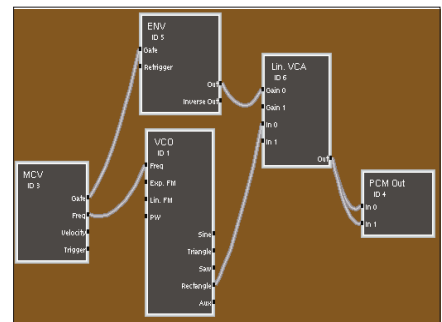 ENV
ID 5
Gate
Retrigger
Out
Inverse Out
Lin. VCA
ID 6
Gain 0
Gain 1
In 0
In 1
Out
VCO
ID 1
Freq
Exp. FM
Lin. FM
PW
Sine
Triangle
Saw
Rectangle
Aux
MCV
ID 3
Gate
Freq
Velocity
Trigger
PCM Out
ID 4
In 0
In 1